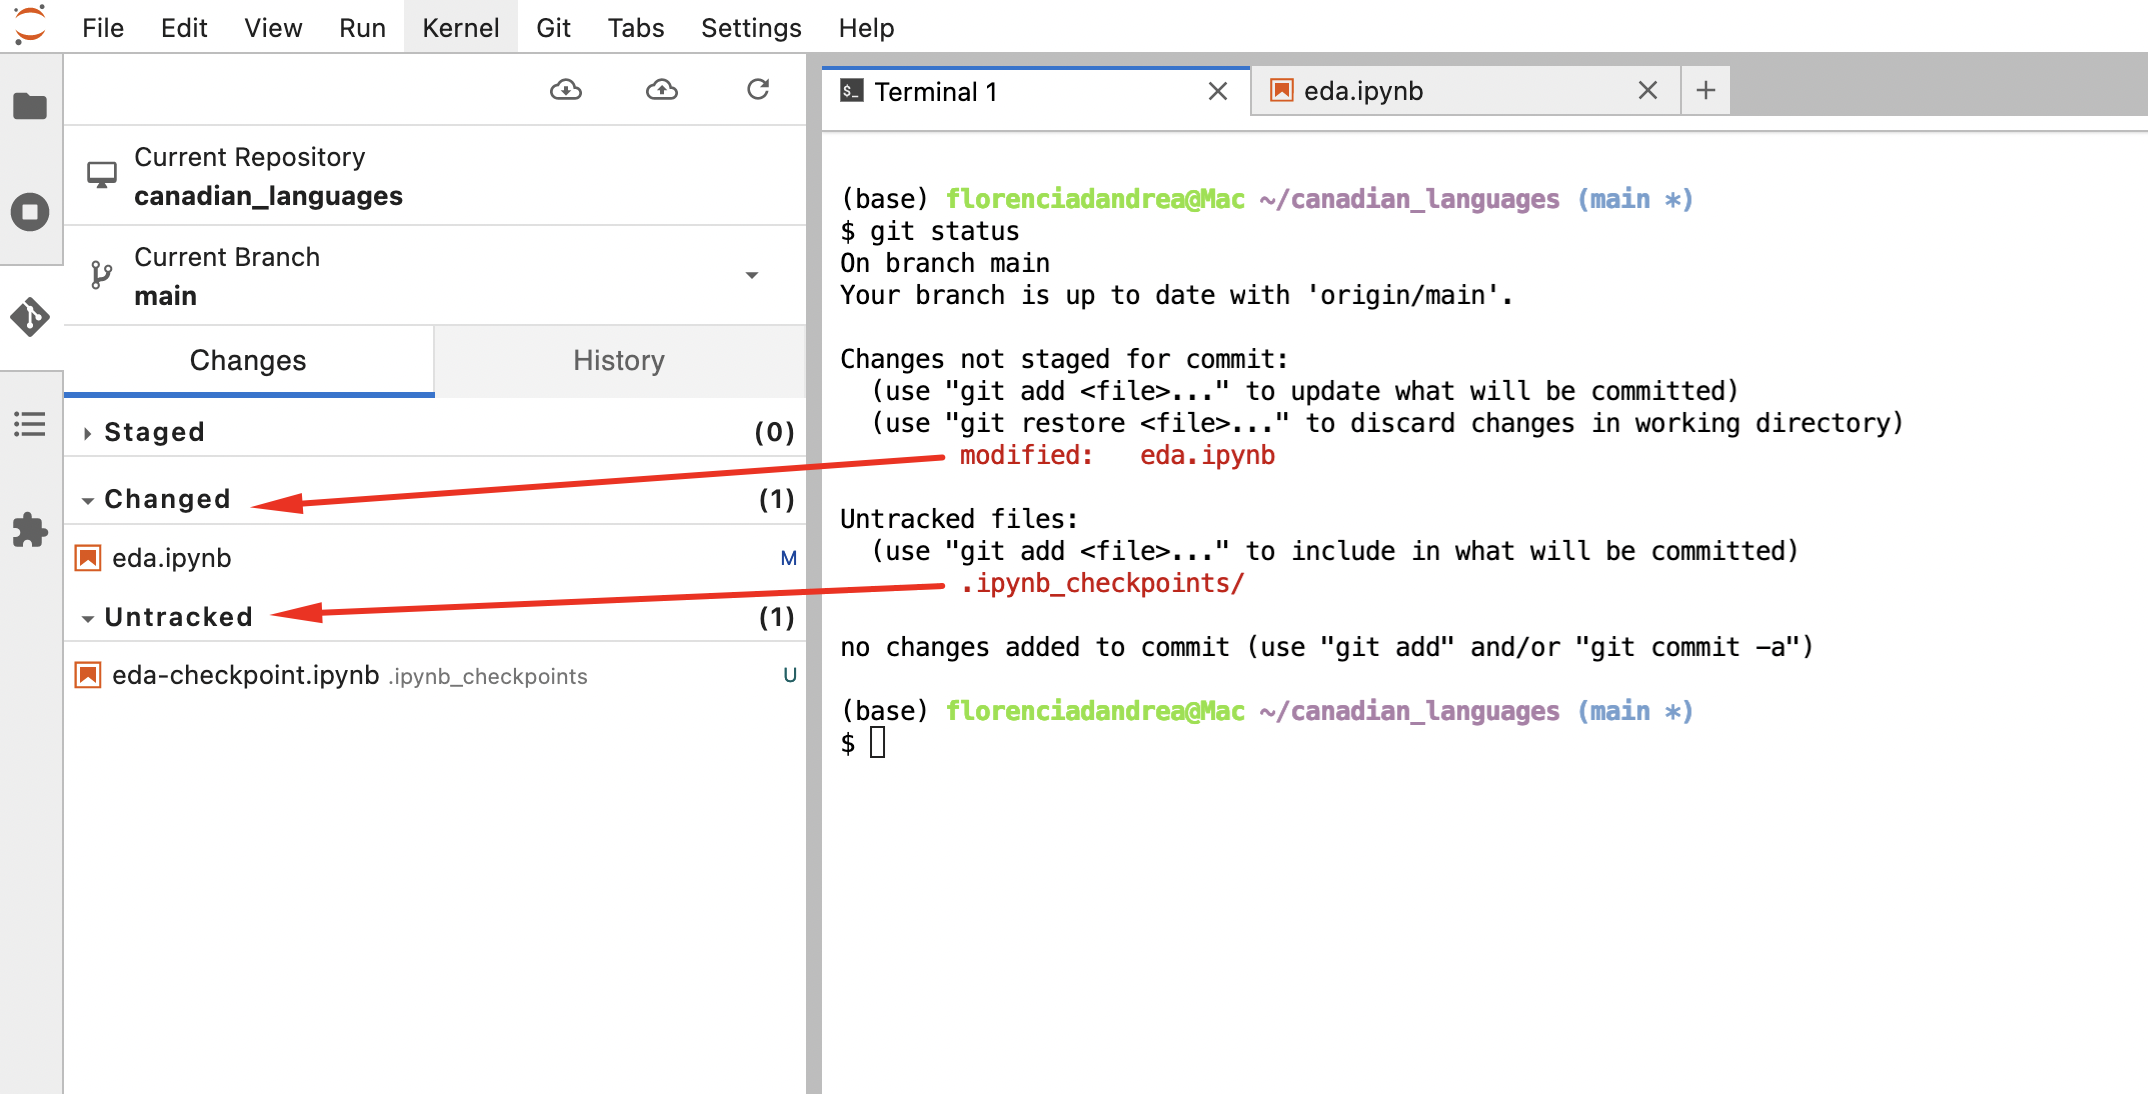 File Edit View Run Kernel Git Tabs Settings Help
Current Repository
canadian_languages
Current Branch
main
Changes History
Staged (0)
Changed (1)
eda.ipynb M
Untracked (1)
eda-checkpoint.ipynb .ipynb_checkpoints U
$_ Terminal 1 eda.ipynb
(base) florenciadandrea@Mac ~/canadian_languages (main *)
$ git status
On branch main
Your branch is up to date with 'origin/main'.
Changes not staged for commit:
(use "git add <file>..." to update what will be committed)
(use "git restore <file>..." to discard changes in working directory)
modified: eda.ipynb
Untracked files:
(use "git add <file>..." to include in what will be committed)
.ipynb_checkpoints/
no changes added to commit (use "git add" and/or "git commit -a")
(base) florenciadandrea@Mac ~/canadian_languages (main *)
$